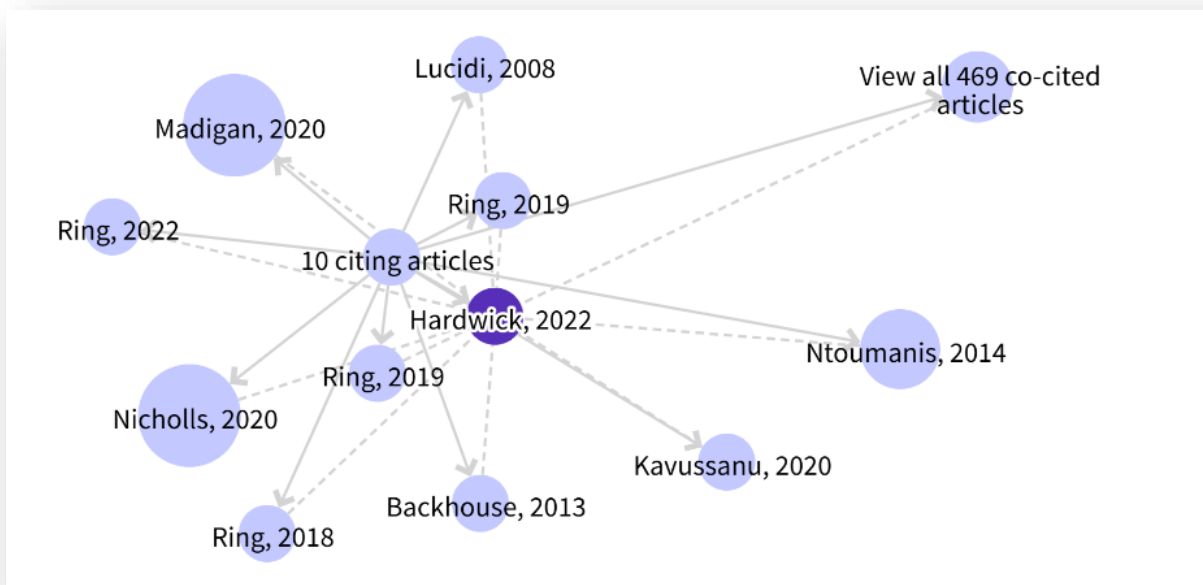 Lucidi, 2008
View all 469 co-cited
articles
Madigan, 2020
Ring, 2019
Ring, 2022
10 citing articles
Hardwick, 2022
Ntoumanis, 2014
Ring, 2019
Nicholls, 2020
Kavussanu, 2020
Backhouse, 2013
Ring, 2018